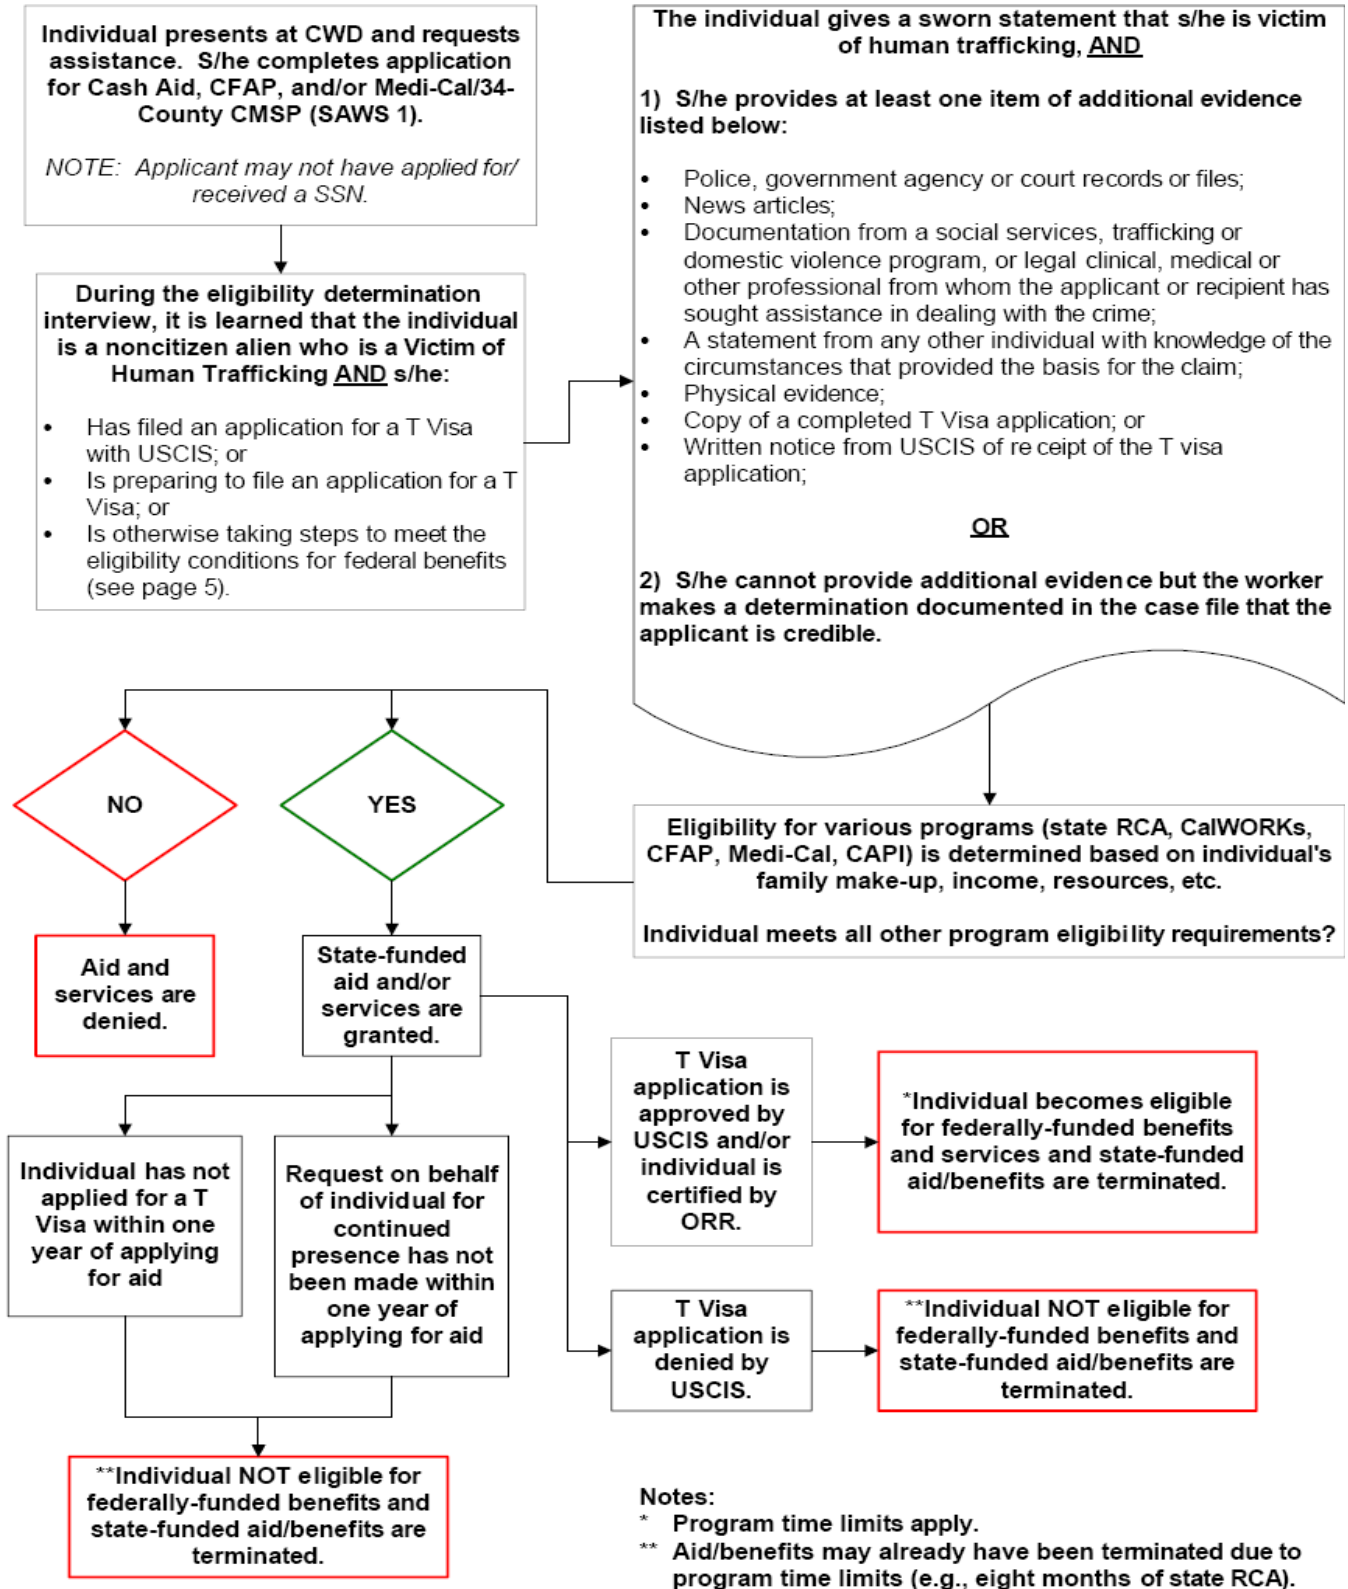 Individual presents at CWD and requests
assistance.  S/he completes application
for Cash Aid, CFAP, and/or Medi-Cal/34-
County CMSP (SAWS 1).
NOTE:  Applicant may not have applied for/
received a SSN.
During the eligibility determination
interview, it is learned that the individual
is a noncitizen alien who is a Victim of
Human Trafficking AND s/he:
• Has filed an application for a T Visa
with USCIS; or
• Is preparing to file an application for a T
Visa; or
• Is otherwise taking steps to meet the
eligibility conditions for federal benefits
(see page 5).
The individual gives a sworn statement that s/he is victim
of human trafficking, AND
1)  S/he provides at least one item of additional evidence
listed below:
• Police, government agency or court records or files;
• News articles;
• Documentation from a social services, trafficking or
domestic violence program, or legal clinical, medical or
other professional from whom the applicant or recipient has
sought assistance in dealing with the crime;
• A statement from any other individual with knowledge of the
circumstances that provided the basis for the claim;
• Physical evidence;
• Copy of a completed T Visa application; or
• Written notice from USCIS of receipt of the T visa
application;
OR
2)  S/he cannot provide additional evidence but the worker
makes a determination documented in the case file that the
applicant is credible.
Eligibility for various programs (state RCA, CalWORKs,
CFAP, Medi-Cal, CAPI) is determined based on individual's
family make-up, income, resources, etc.
Individual meets all other program eligibility requirements?
NO
YES
Aid and
services are
denied.
State-funded
aid and/or
services are
granted.
Individual has not
applied for a T
Visa within one
year of applying
for aid
Request on behalf
of individual for
continued
presence has not
been made within
one year of
applying for aid
**Individual NOT eligible for
federally-funded benefits and
state-funded aid/benefits are
terminated.
T Visa
application is
approved by
USCIS and/or
individual is
certified by
ORR.
*Individual becomes eligible
for federally-funded benefits
and services and state-funded
aid/benefits are terminated.
T Visa
application is
denied by
USCIS.
**Individual NOT eligible for
federally-funded benefits and
state-funded aid/benefits are
terminated.
Notes:
* Program time limits apply.
** Aid/benefits may already have been terminated due to
program time limits (e.g., eight months of state RCA).